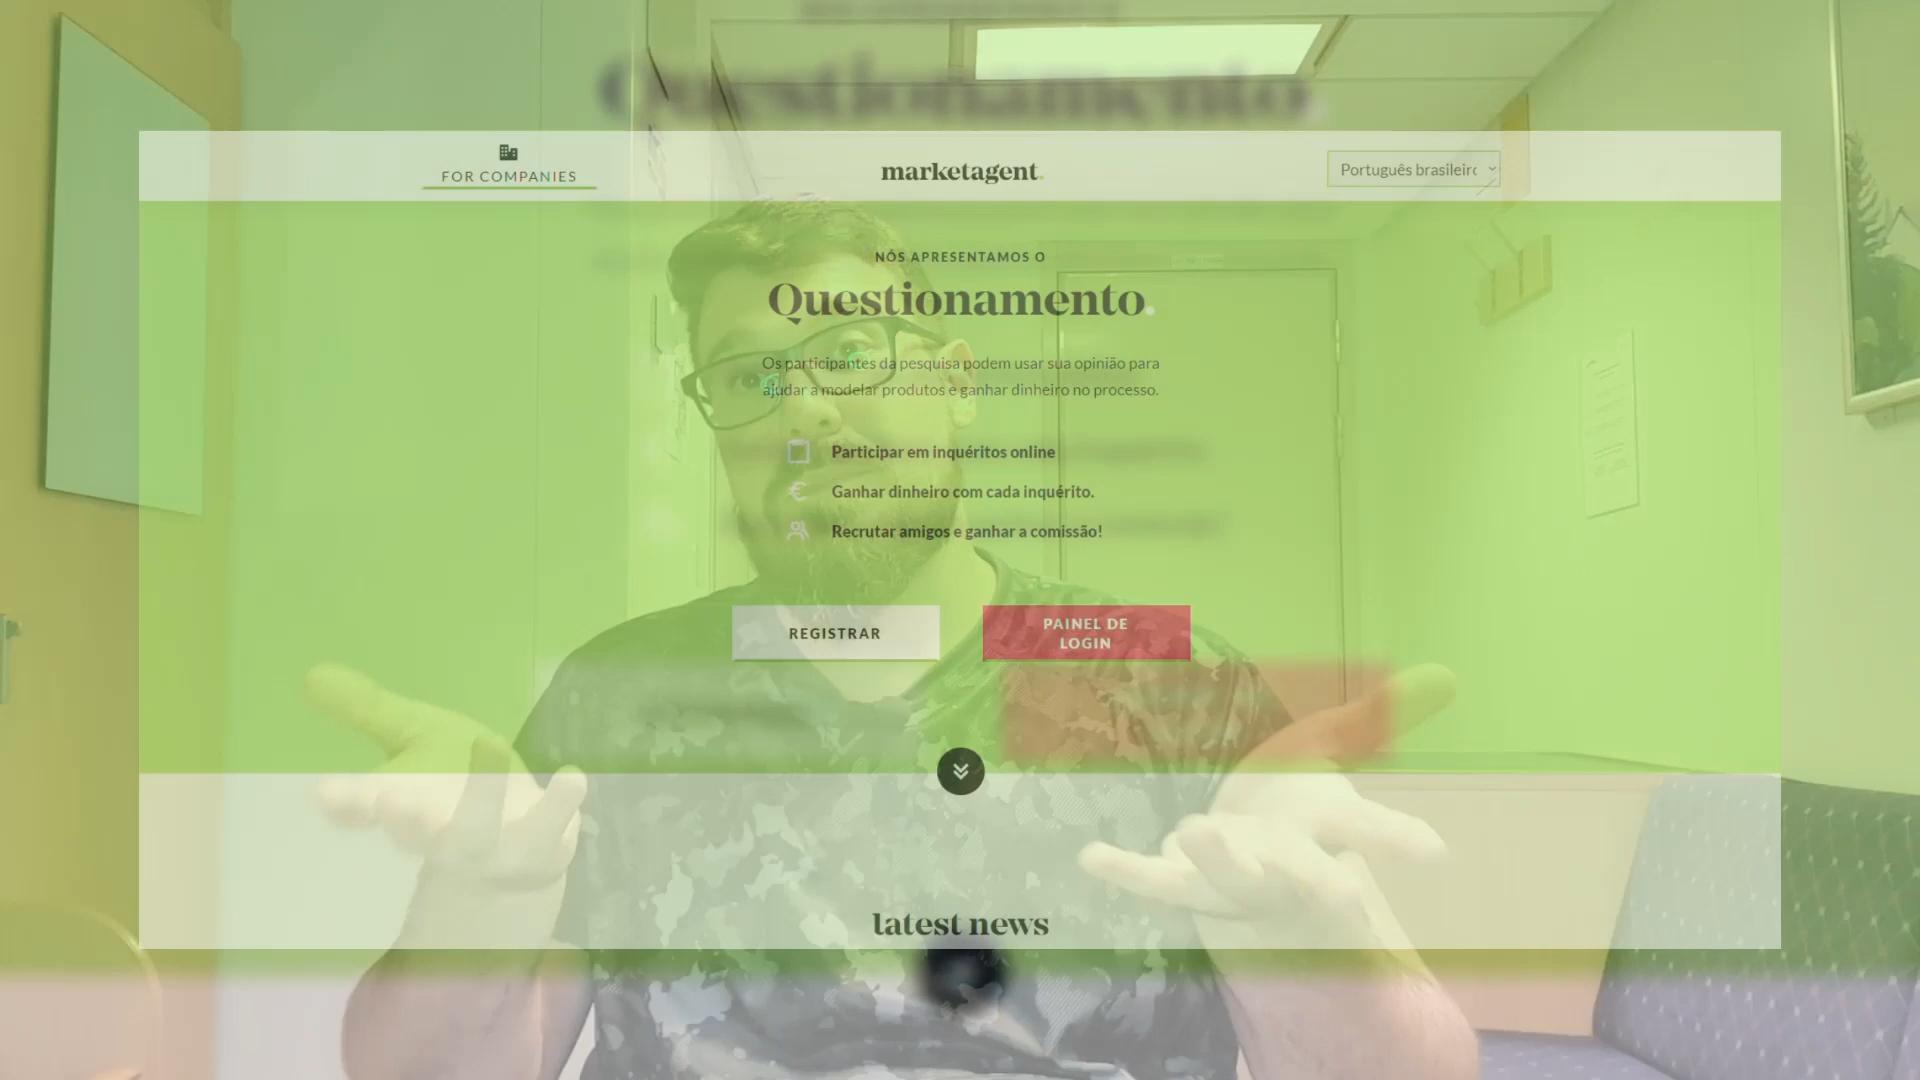 Questionamento.
FOR COMPANIES
marketagent.
Português brasileiro
NÓS APRESENTAMOS O
Questionamento.
Os participantes da pesquisa podem usar sua opinião para
ajudar a modelar produtos e ganhar dinheiro no processo.
Participar em inquéritos online
Ganhar dinheiro com cada inquérito.
Recrutar amigos e ganhar a comissão!
REGISTRAR
PAINEL DE
LOGIN
latest news